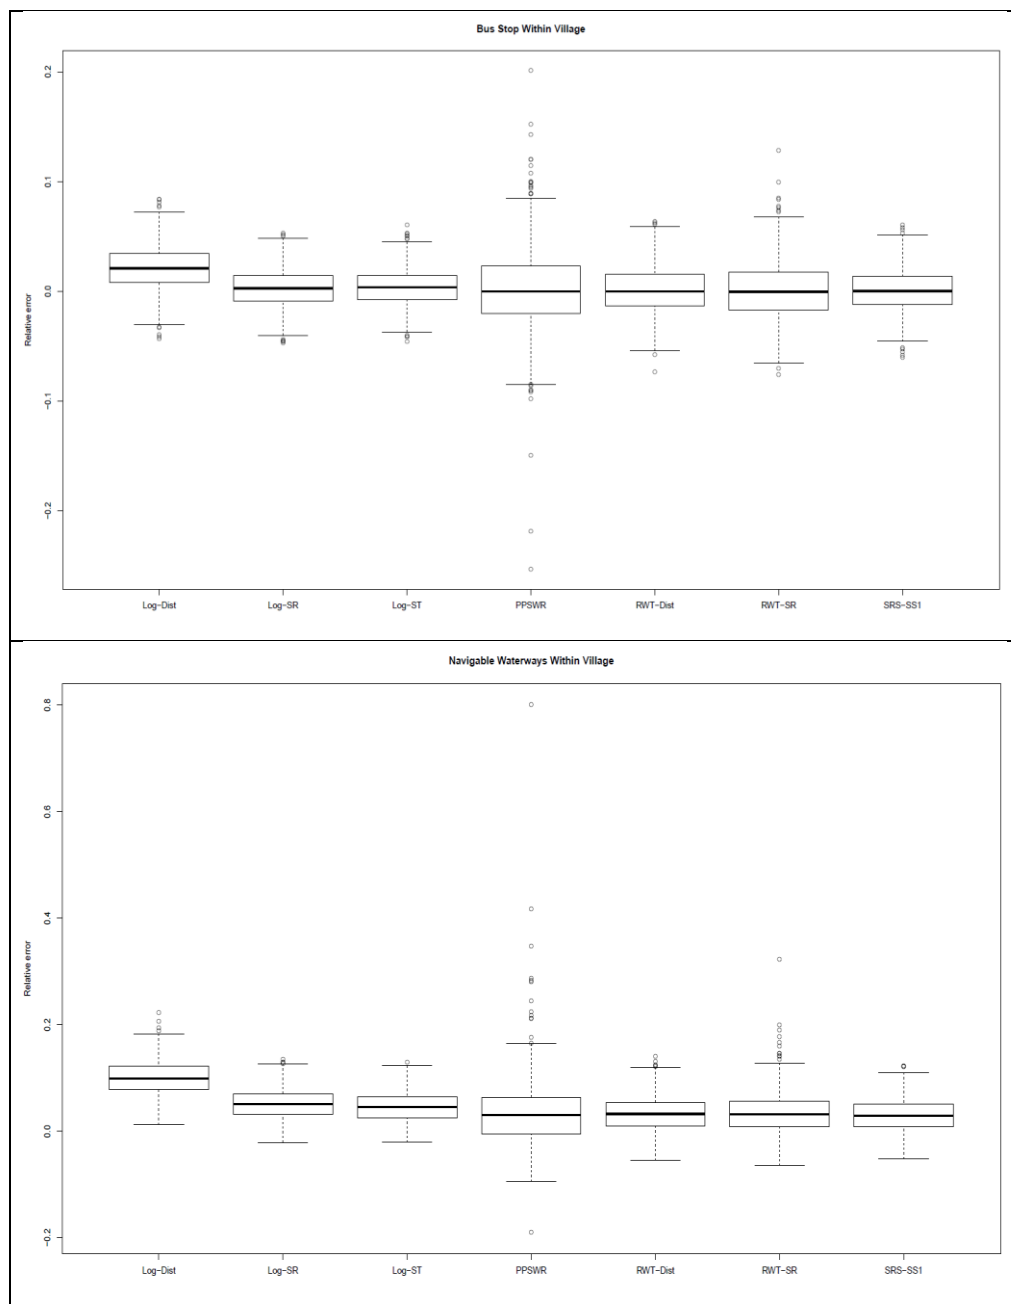 Bus Stop Within Village
0.2
0.1
0.0
−0.1
−0.2
Relative error
Log−Dist Log−SR Log−ST PPSWR RWT−Dist RWT−SR SRS−SS1
Navigable Waterways Within Village
0.8
0.6
0.4
0.2
0.0
−0.2
Relative error
Log−Dist Log−SR Log−ST PPSWR RWT−Dist RWT−SR SRS−SS1